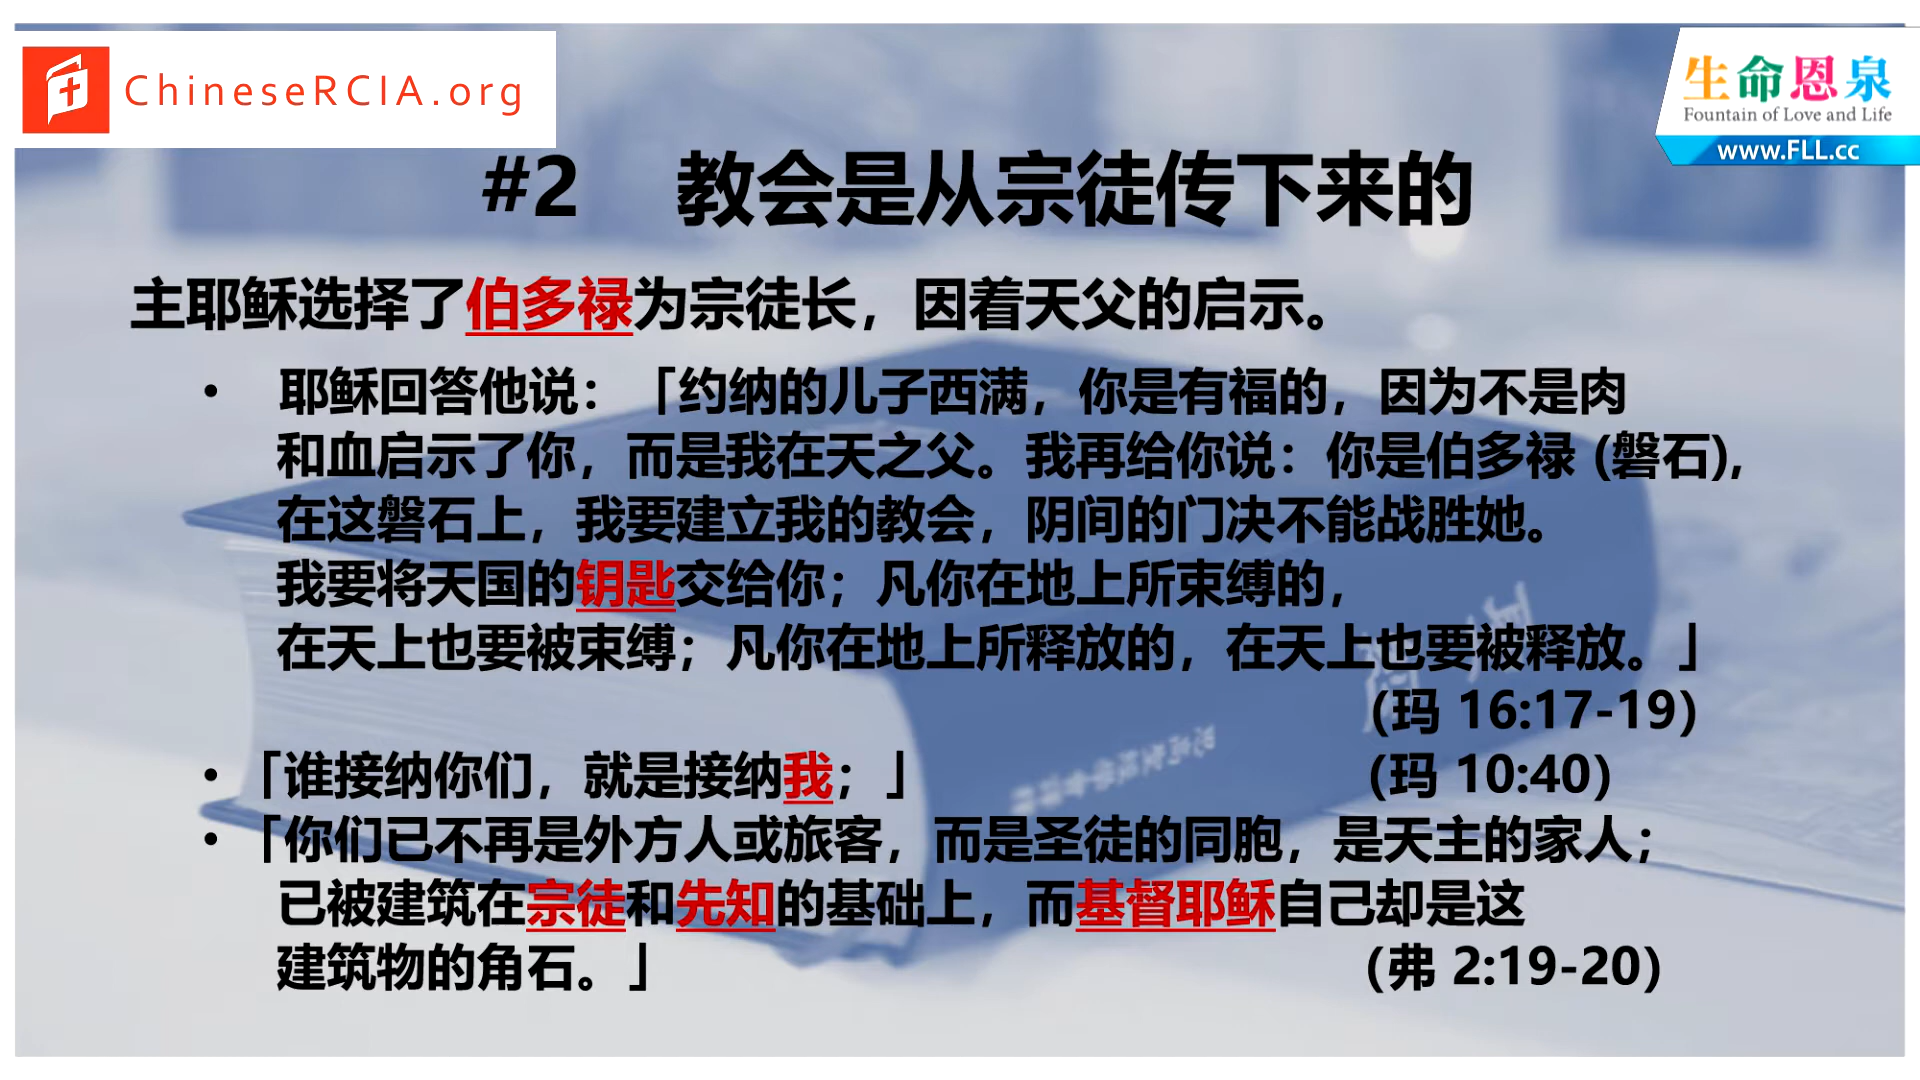 ChineseRCIA.org
生命恩泉
Fountain of Love and Life
www.FLL.cc
#2 教会是从宗徒传下来的
主耶稣选择了伯多禄为宗徒长，因着天父的启示。
• 耶稣回答他说：「约纳的儿子西满，你是有福的，因为不是肉
和血启示了你，而是我在天之父。我再给你说：你是伯多禄 (磐石),
在这磐石上，我要建立我的教会，阴间的门决不能战胜她。
我要将天国的钥匙交给你；凡你在地上所束缚的，
在天上也要被束缚；凡你在地上所释放的，在天上也要被释放。」
(玛 16:17-19)
•「谁接纳你们，就是接纳我；」 (玛 10:40)
•「你们已不再是外方人或旅客，而是圣徒的同胞，是天主的家人；
已被建筑在宗徒和先知的基础上，而基督耶稣自己却是这
建筑物的角石。」 (弗 2:19-20)